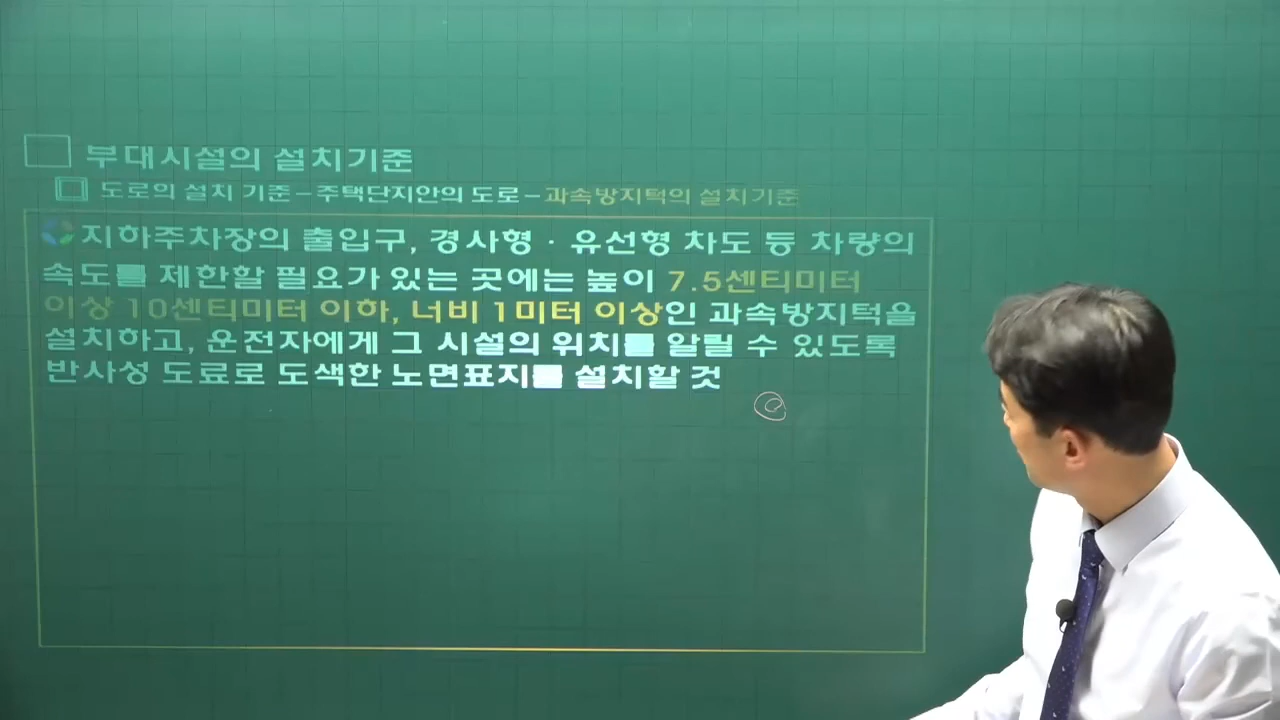 부대시설의 설치기준
도로의 설치 기준-주택단지안의 도로-과속방지턱의 설치기준
지하주차장의 출입구, 경사형·유선형 차도 등 차량의
속도를 제한할 필요가 있는 곳에는 높이 7.5센티미터
이상 10센티미터 이하, 너비 1미터 이상인 과속방지턱을
설치하고, 운전자에게 그 시설의 위치를 알릴 수 있도록
반사성 도료로 도색한 노면표지를 설치할 것